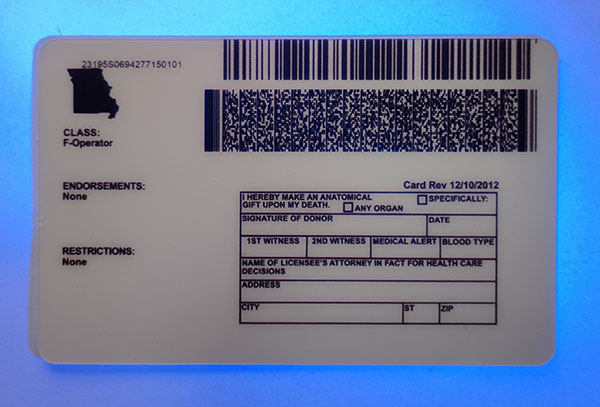 23195S0694277150101
CLASS:
F-Operator
ENDORSEMENTS:
None
RESTRICTIONS:
None
Card Rev 12/10/2012
I HEREBY MAKE AN ANATOMICAL
GIFT UPON MY DEATH. ANY ORGAN SPECIFICALLY:
SIGNATURE OF DONOR DATE
1ST WITNESS 2ND WITNESS MEDICAL ALERT BLOOD TYPE
NAME OF LICENSEE'S ATTORNEY IN FACT FOR HEALTH CARE
DECISIONS
ADDRESS
CITY ST ZIP